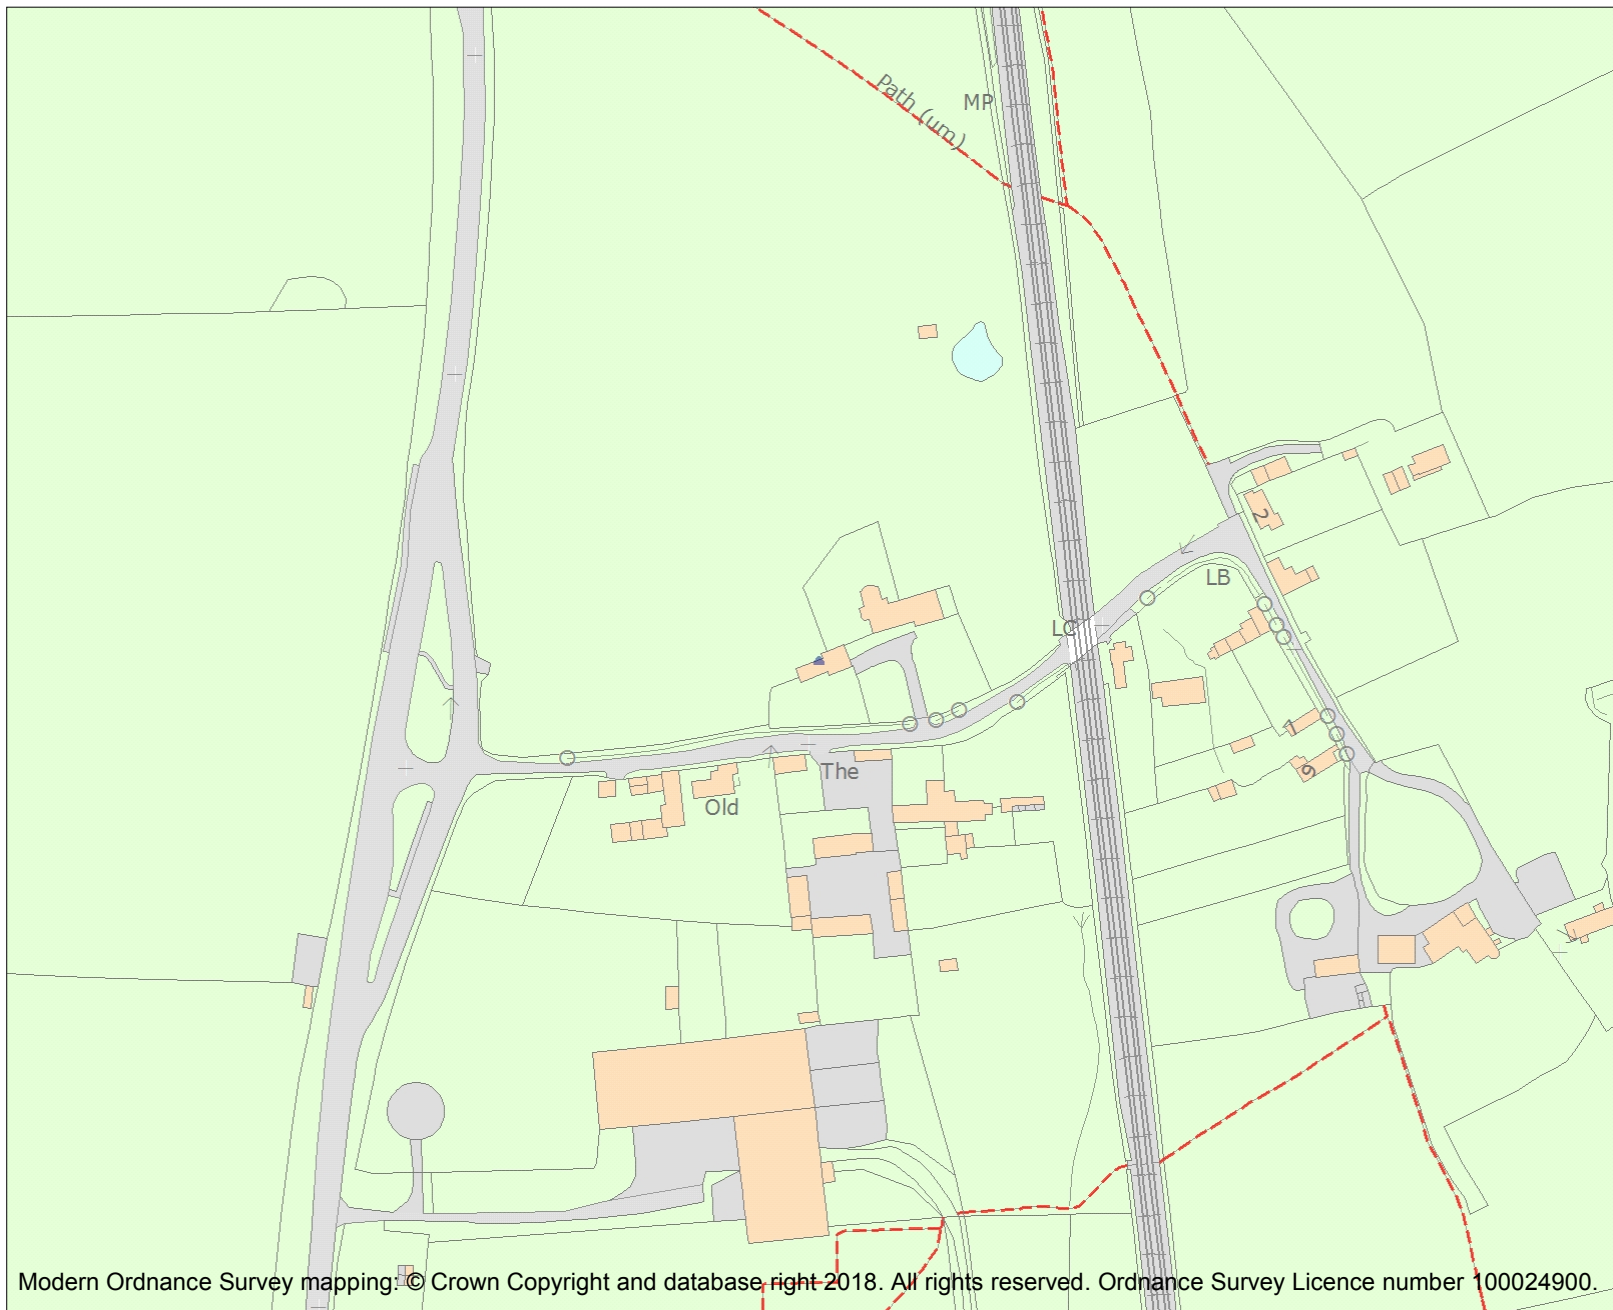 Path (um)
MP
2
LB
LC
1
The
6
Old
Modern Ordnance Survey mapping: © Crown Copyright and database right 2018. All rights reserved. Ordnance Survey Licence number 100024900.